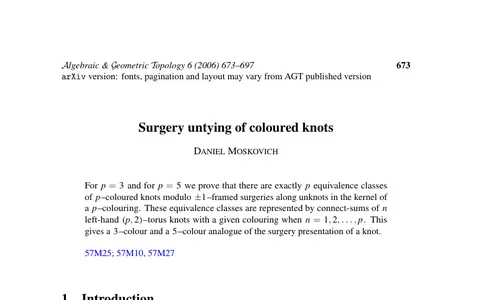 Algebraic & Geometric Topology 6 (2006) 673–697 673
arXiv version: fonts, pagination and layout may vary from AGT published version
Surgery untying of coloured knots
DANIEL MOSKOVICH
For p = 3 and for p = 5 we prove that there are exactly p equivalence classes
of p–coloured knots modulo ±1–framed surgeries along unknots in the kernel of
a p–colouring. These equivalence classes are represented by connect-sums of n
left-hand (p, 2)–torus knots with a given colouring when n = 1, 2, . . . , p. This
gives a 3–colour and a 5–colour analogue of the surgery presentation of a knot.
57M25; 57M10, 57M27
1 Introduction